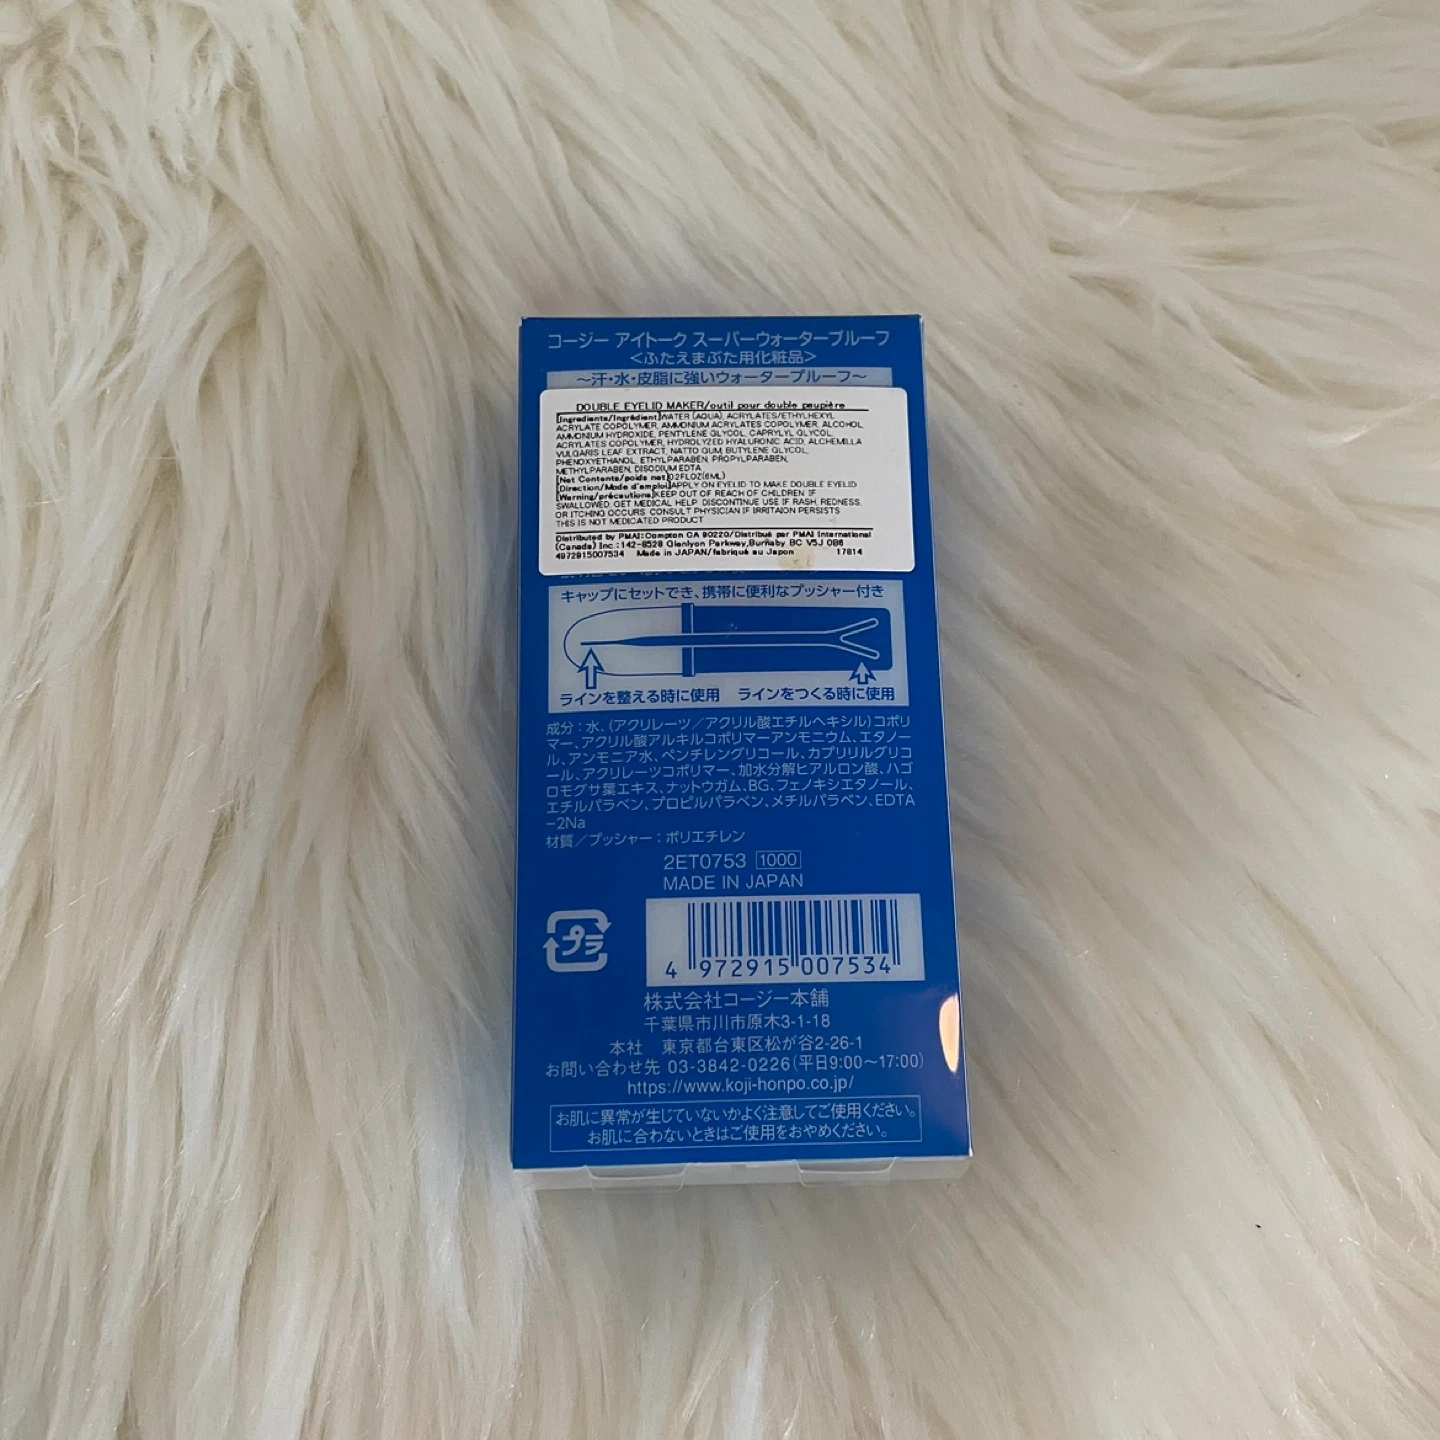 コージー アイトーク スーパーウォータープルーフ
<ふたえまぶた用化粧品>
～汗・水・皮脂に強いウォータープルーフ～
DOUBLE EYELID MAKER/outil pour double paupière
[Ingredients/Ingrédient]WATER (AQUA), ACRYLATES/ETHYLHEXYL
ACRYLATE COPOLYMER, AMMONIUM ACRYLATES COPOLYMER, ALCOHOL,
AMMONIUM HYDROXIDE, PENTYLENE GLYCOL, CAPRYLYL GLYCOL,
ACRYLATES COPOLYMER, HYDROLYZED HYALURONIC ACID, ALCHEMILLA
VULGARIS LEAF EXTRACT, NATTO GUM, BUTYLENE GLYCOL,
PHENOXYETHANOL, ETHYLPARABEN, PROPYLPARABEN,
METHYLPARABEN, DISODIUM EDTA
[Net Contents/poids net]0.2FLOZ(6ML)
[Direction/Mode d'emploi]APPLY ON EYELID TO MAKE DOUBLE EYELID
[Warning/précautions]KEEP OUT OF REACH OF CHILDREN. IF
SWALLOWED, GET MEDICAL HELP. DISCONTINUE USE IF RASH, REDNESS,
OR ITCHING OCCURS. CONSULT PHYSICIAN IF IRRITAION PERSISTS
THIS IS NOT MEDICATED PRODUCT
Distributed by PMAI:Compton CA 90220/Distribué par PMAI International
(Canada) Inc.:142-8528 Glenlyon Parkway,Burnaby BC V5J 0B6
4972915007534 Made in JAPAN/fabriqué au Japon 17814
キャップにセットでき、携帯に便利なプッシャー付き
ラインを整える時に使用 ラインをつくる時に使用
成分：水、(アクリレーツ／アクリル酸エチルヘキシル)コポリ
マー、アクリル酸アルキルコポリマーアンモニウム、エタノー
ル、アンモニア水、ペンチレングリコール、カプリリルグリコ
ール、アクリレーツコポリマー、加水分解ヒアルロン酸、ハゴ
ロモグサ葉エキス、ナットウガム、BG、フェノキシエタノール、
エチルパラベン、プロピルパラベン、メチルパラベン、EDTA
-2Na
材質／プッシャー：ポリエチレン
2ET0753 1000
MADE IN JAPAN
プラ
4 972915 007534
株式会社コージー本舗
千葉県市川市原木3-1-18
本社 東京都台東区松が谷2-26-1
お問い合わせ先 03-3842-0226(平日9:00～17:00)
https://www.koji-honpo.co.jp/
お肌に異常が生じていないかよく注意してご使用ください。
お肌に合わないときはご使用をおやめください。